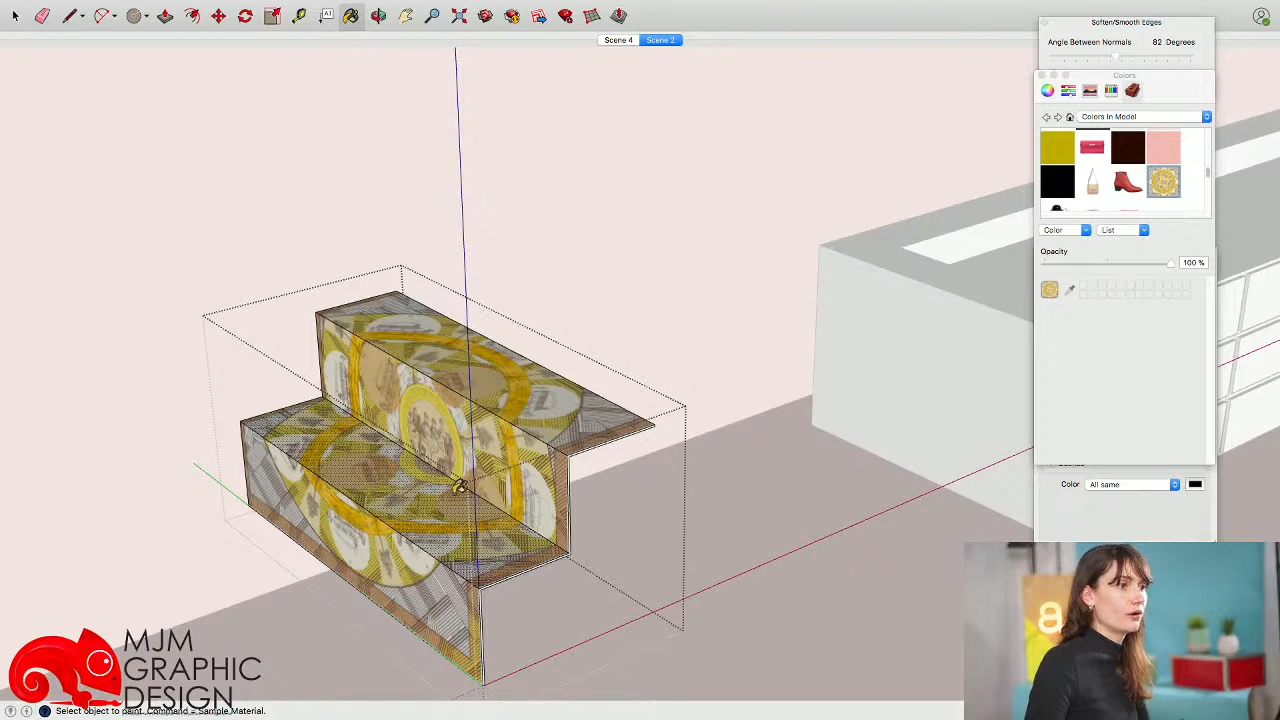 Soften/Smooth Edges
A1
Scene 4
Scene 2
Angle Between Normals 82 Degrees
Colors
Colors In Model
Color
List
Opacity
100 %
Color All same
a
MJM
GRAPHIC
DESIGN
Select object to paint. Command = Sample Material.